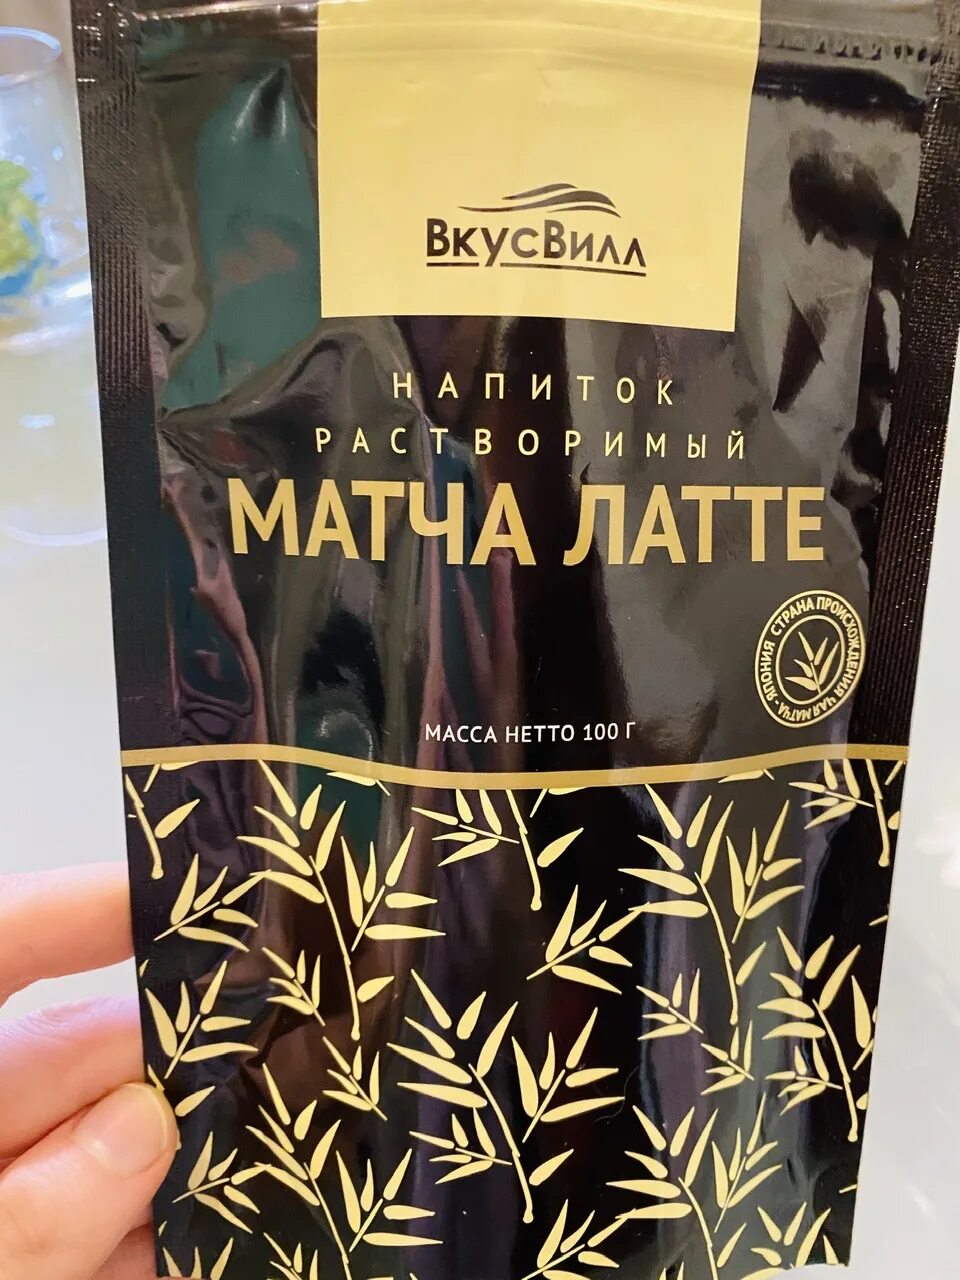 ВкусВилл
НАПИТОК
РАСТВОРИМЫЙ
МАТЧА ЛАТТЕ
СТРАНА ПРОИСХОЖДЕНИЯ ЧАЯ МАТЧА - ЯПОНИЯ
МАССА НЕТТО 100 Г